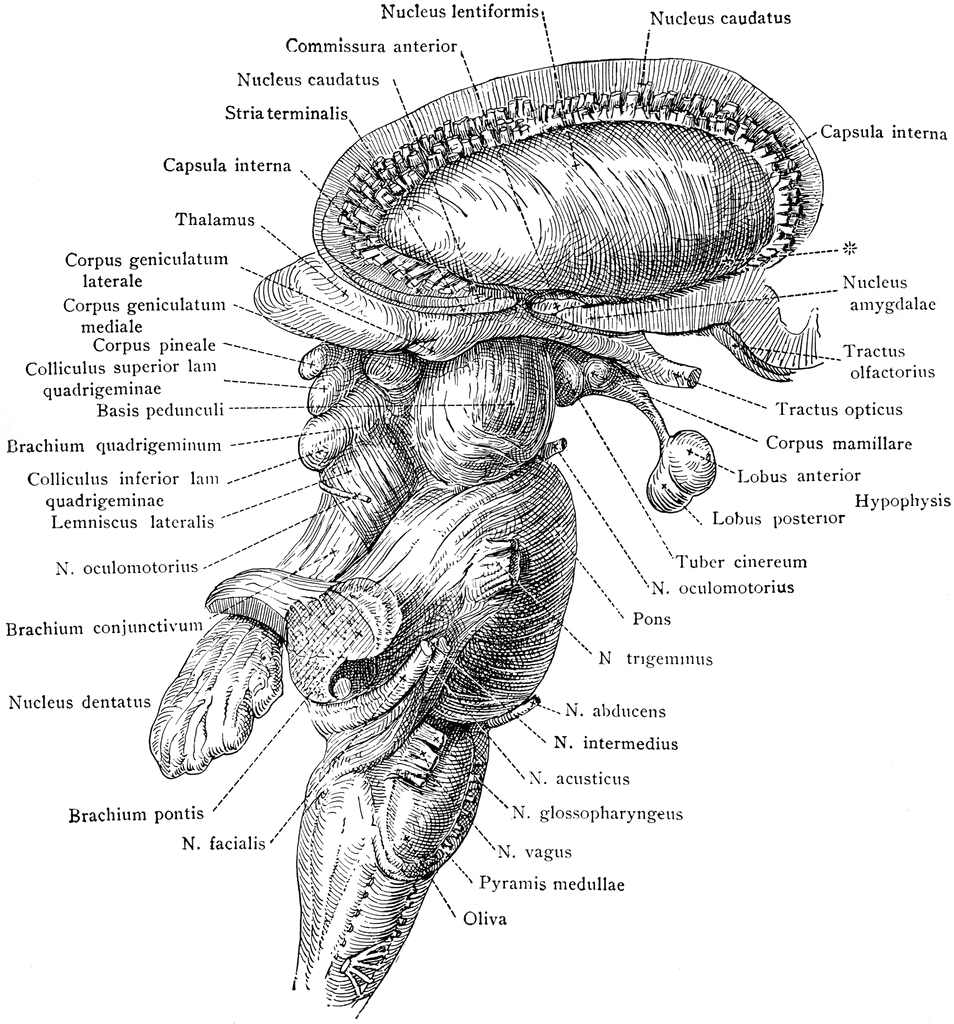 Nucleus lentiformis
Nucleus caudatus
Commissura anterior
Nucleus caudatus
Stria terminalis
Capsula interna
Capsula interna
Thalamus
Corpus geniculatum
laterale
Corpus geniculatum
mediale
Corpus pineale
Colliculus superior lam
quadrigeminae
Basis pedunculi
Brachium quadrigeminum
Colliculus inferior lam
quadrigeminae
Lemniscus lateralis
N. oculomotorius
Brachium conjunctivum
Nucleus dentatus
Brachium pontis
N. facialis
Nucleus
amygdalae
Tractus
olfactorius
Tractus opticus
Corpus mamillare
Lobus anterior
Hypophysis
Lobus posterior
Tuber cinereum
N. oculomotorius
Pons
N trigeminus
N. abducens
N. intermedius
N. acusticus
N. glossopharyngeus
N. vagus
Pyramis medullae
Oliva